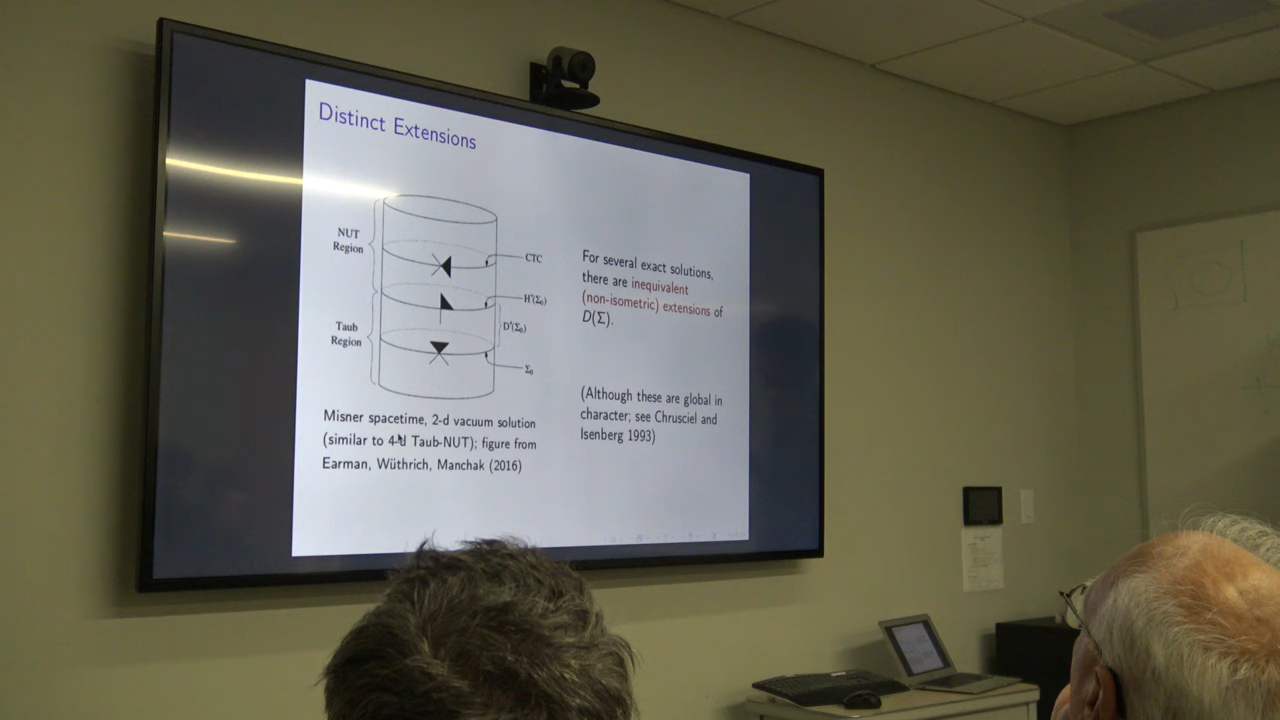 Distinct Extensions
NUT
Region
CTC
H⁺(Σ₀)
D⁺(Σ₀)
Taub
Region
Σ₀
Misner spacetime, 2-d vacuum solution
(similar to 4-d Taub-NUT); figure from
Earman, Wüthrich, Manchak (2016)
For several exact solutions,
there are inequivalent
(non-isometric) extensions of
D(Σ).
(Although these are global in
character; see Chrusciel and
Isenberg 1993)